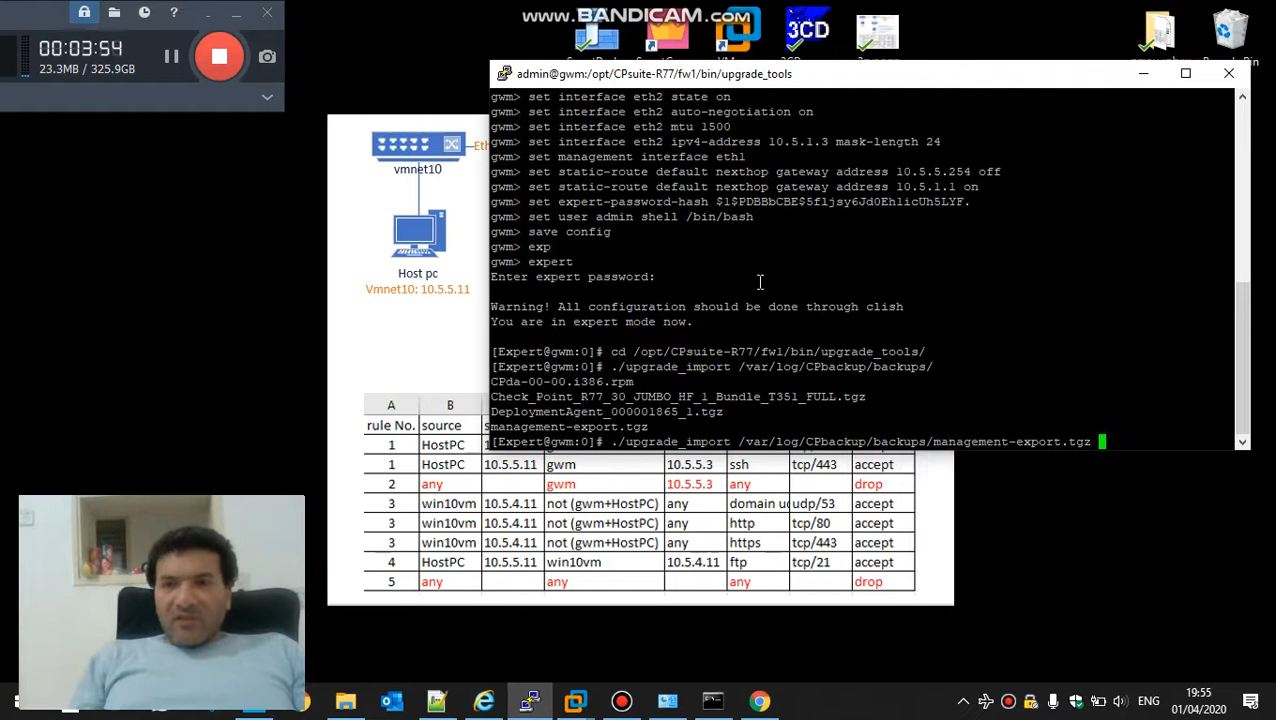 www.BANDICAM.com
00:03:54
23.3MB / 325.9GB
3CD
admin@gwm:/opt/CPsuite-R77/fw1/bin/upgrade_tools
gwm> set interface eth2 state on
gwm> set interface eth2 auto-negotiation on
gwm> set interface eth2 mtu 1500
gwm> set interface eth2 ipv4-address 10.5.1.3 mask-length 24
gwm> set management interface eth1
gwm> set static-route default nexthop gateway address 10.5.5.254 off
gwm> set static-route default nexthop gateway address 10.5.1.1 on
gwm> set expert-password-hash $1$PDBBbCBE$5fljsy6Jd0EhlicUh5LYF.
gwm> set user admin shell /bin/bash
gwm> save config
gwm> exp
gwm> expert
Enter expert password:
Warning! All configuration should be done through clish
You are in expert mode now.
[Expert@gwm:0]# cd /opt/CPsuite-R77/fw1/bin/upgrade_tools/
[Expert@gwm:0]# ./upgrade_import /var/log/CPbackup/backups/
CPda-00-00.i386.rpm
Check_Point_R77_30_JUMBO_HF_1_Bundle_T351_FULL.tgz
DeploymentAgent_000001865_1.tgz
management-export.tgz
[Expert@gwm:0]# ./upgrade_import /var/log/CPbackup/backups/management-export.tgz
Eth
vmnet10
Host pc
Vmnet10: 10.5.5.11
A B
rule No. source
1 HostPC
1 HostPC 10.5.5.11 gwm 10.5.5.3 ssh tcp/443 accept
2 any gwm 10.5.5.3 any drop
3 win10vm 10.5.4.11 not (gwm+HostPC) any domain udp/53 accept
3 win10vm 10.5.4.11 not (gwm+HostPC) any http tcp/80 accept
3 win10vm 10.5.4.11 not (gwm+HostPC) any https tcp/443 accept
4 HostPC 10.5.5.11 win10vm 10.5.4.11 ftp tcp/21 accept
5 any any any drop
ENG
19:55
01/04/2020